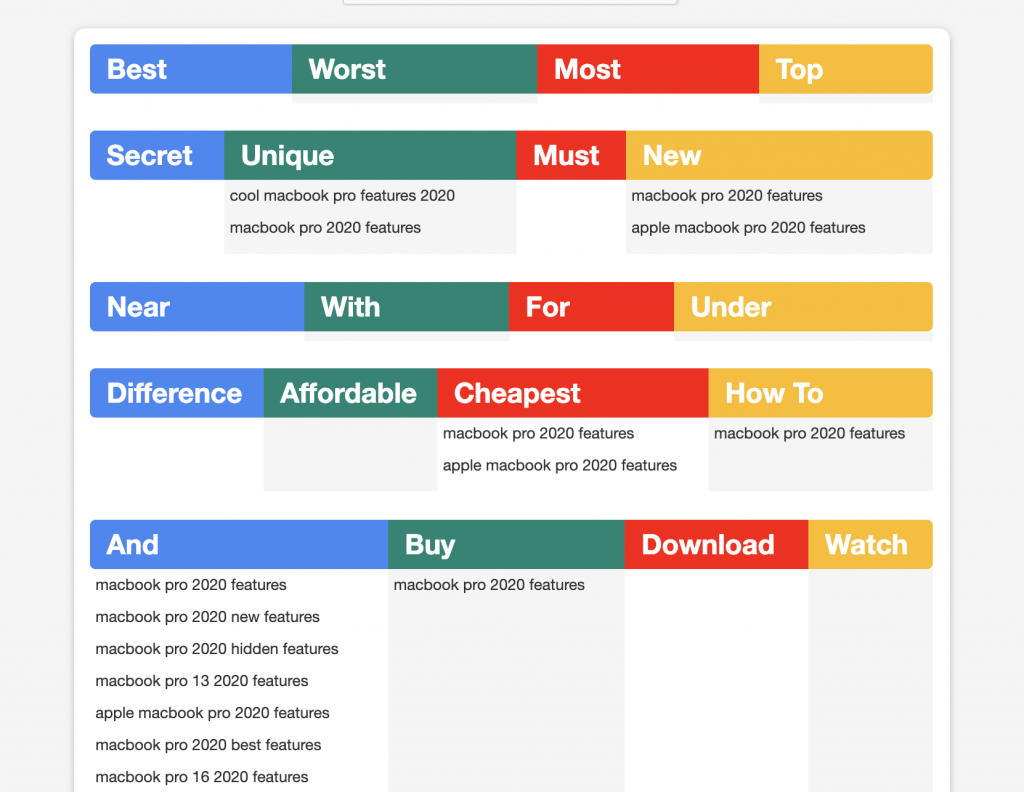 Best Worst Most Top
Secret Unique Must New
cool macbook pro features 2020 macbook pro 2020 features
macbook pro 2020 features apple macbook pro 2020 features
Near With For Under
Difference Affordable Cheapest How To
macbook pro 2020 features macbook pro 2020 features
apple macbook pro 2020 features
And Buy Download Watch
macbook pro 2020 features macbook pro 2020 features
macbook pro 2020 new features
macbook pro 2020 hidden features
macbook pro 13 2020 features
apple macbook pro 2020 features
macbook pro 2020 best features
macbook pro 16 2020 features